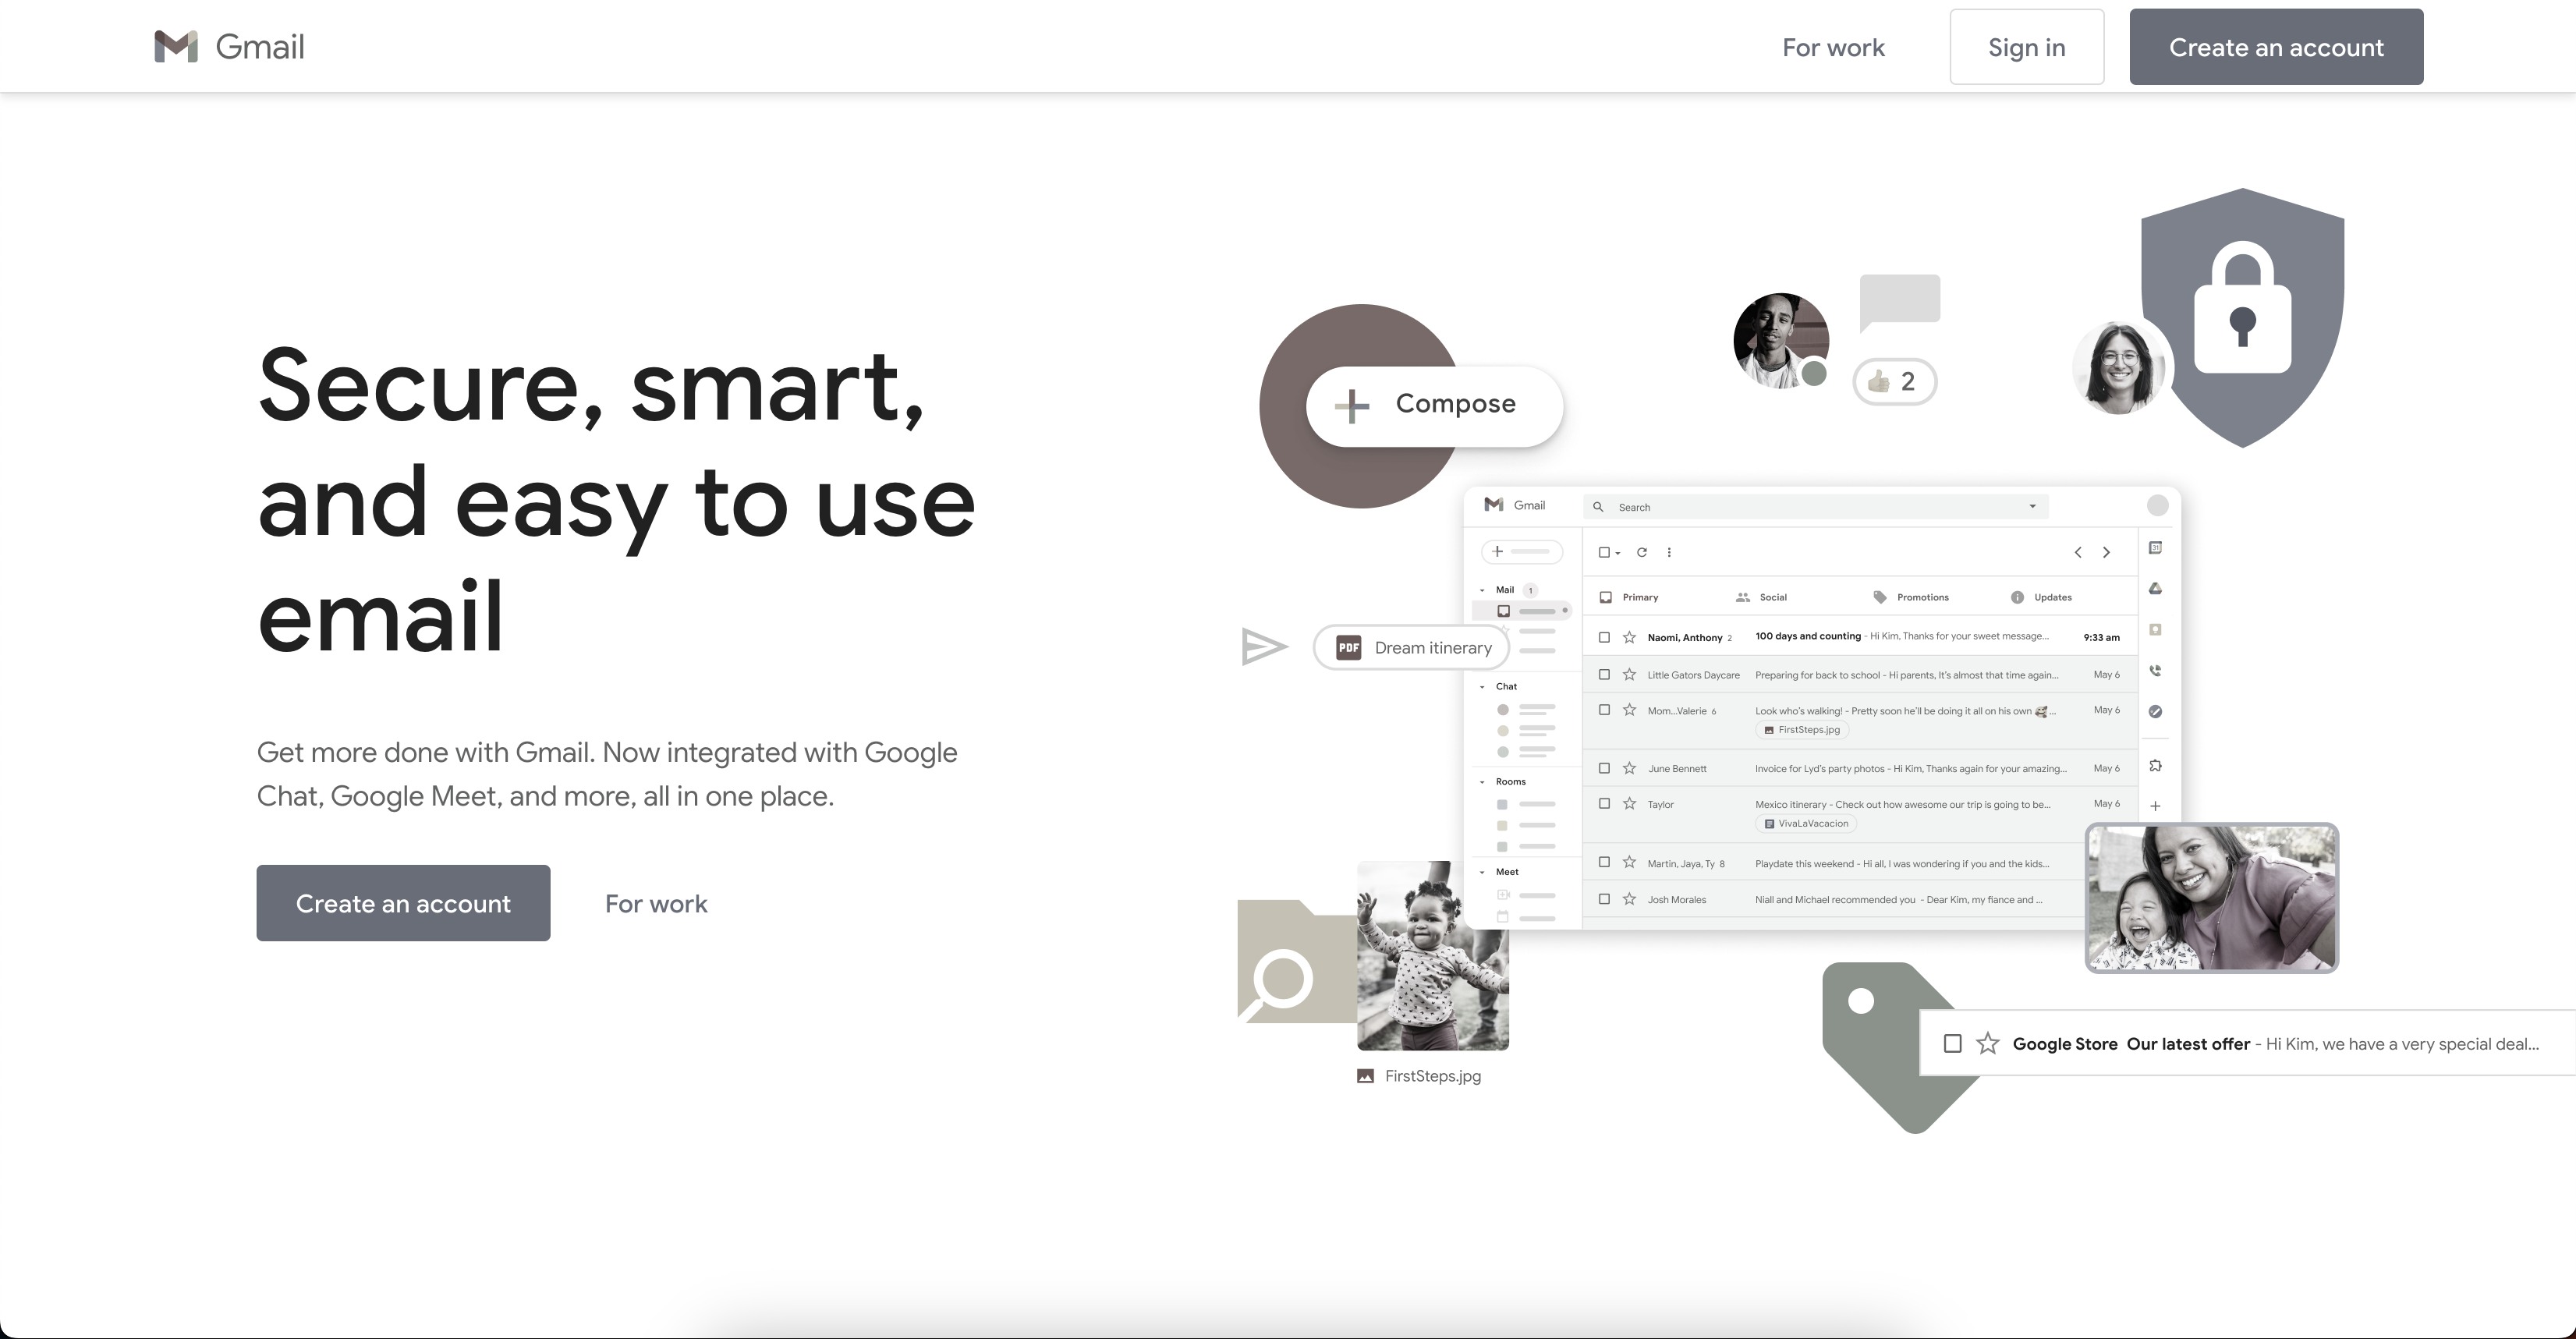 Gmail
For work
Sign in
Create an account
Secure, smart,
and easy to use
email
Get more done with Gmail. Now integrated with Google
Chat, Google Meet, and more, all in one place.
Create an account
For work
Compose
2
Gmail
Search
Mail 1
Primary
Social
Promotions
Updates
Naomi, Anthony 2 100 days and counting - Hi Kim, Thanks for your sweet message... 9:33 am
PDF Dream itinerary
Little Gators Daycare Preparing for back to school - Hi parents, It's almost that time again... May 6
Chat
Mom...Valerie 6 Look who's walking! - Pretty soon he'll be doing it all on his own 🥰... May 6
FirstSteps.jpg
June Bennett Invoice for Lyd's party photos - Hi Kim, Thanks again for your amazing... May 6
Rooms
Taylor Mexico itinerary - Check out how awesome our trip is going to be... May 6
VivaLaVacacion
Martin, Jaya, Ty 8 Playdate this weekend - Hi all, I was wondering if you and the kids...
Meet
Josh Morales Niall and Michael recommended you - Dear Kim, my fiance and ...
31
Google Store Our latest offer - Hi Kim, we have a very special deal...
FirstSteps.jpg